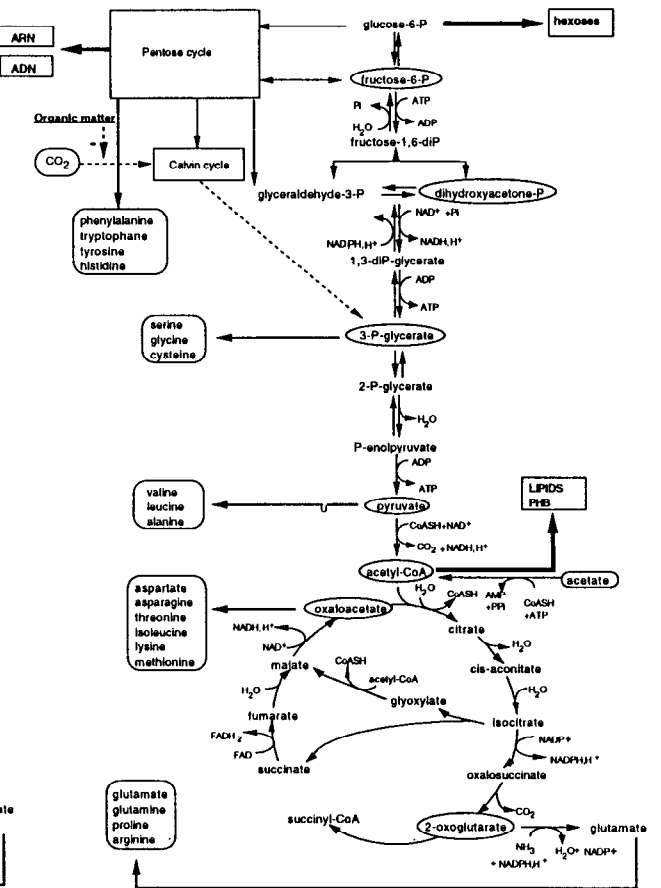 glucose-6-P
hexoses
ARN
ADN
Pentose cycle
fructose-6-P
Pi
ATP
H2O
ADP
fructose-1,6-diP
Organic matter
CO2
Calvin cycle
glyceraldehyde-3-P
dihydroxyacetone-P
NAD+ +Pi
NADPH,H+
NADH,H+
1,3-diP-glycerate
phenylalanine
tryptophane
tyrosine
histidine
ADP
ATP
serine
glycine
cysteine
3-P-glycerate
2-P-glycerate
H2O
P-enolpyruvate
ADP
ATP
valine
leucine
alanine
pyruvate
LIPIDS
PHB
CoASH+NAD+
CO2 +NADH,H+
acetyl-CoA
acetate
H2O
CoASH
AMP
+PPi
CoASH
+ATP
aspartate
asparagine
threonine
isoleucine
lysine
methionine
oxaloacetate
citrate
NADH,H+
NAD+
H2O
malate
CoASH
acetyl-CoA
cis-aconitate
H2O
glyoxylate
H2O
fumarate
isocitrate
FADH2
FAD
NADP+
NADPH,H+
succinate
oxalosuccinate
CO2
glutamate
glutamine
proline
arginine
succinyl-CoA
2-oxoglutarate
glutamate
NH3
+ NADPH,H+
H2O+ NADP+
ate